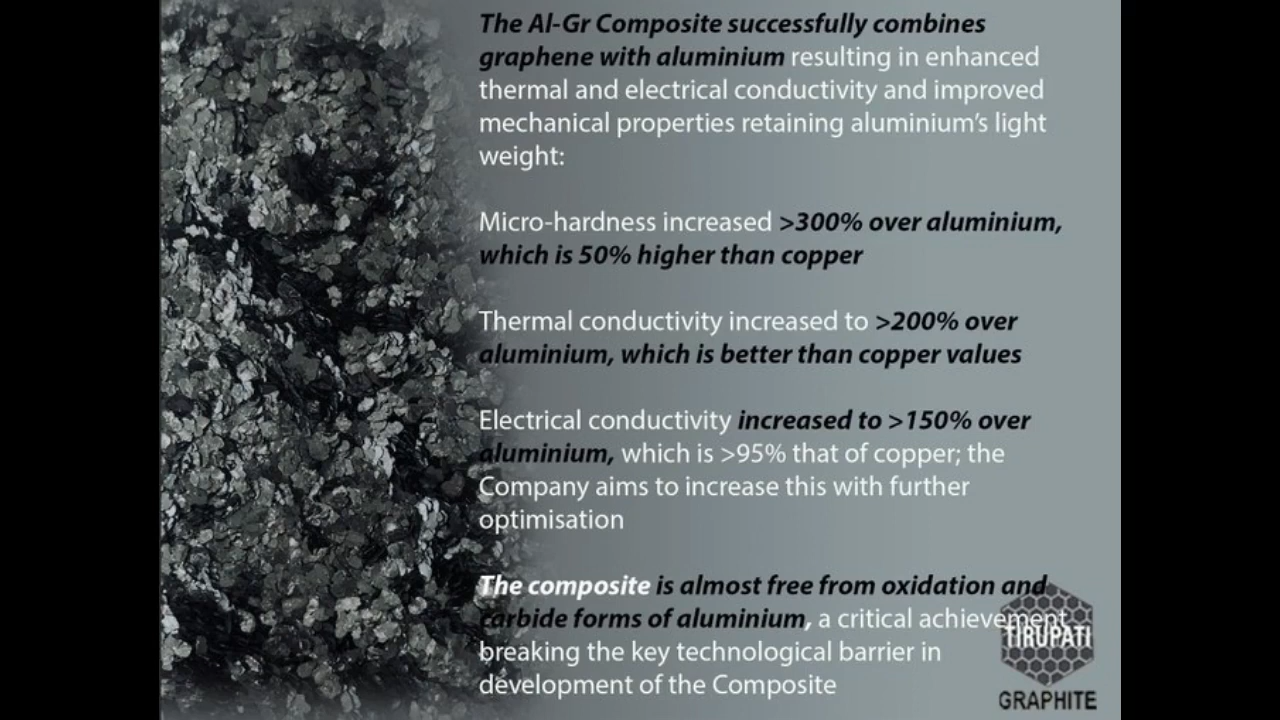 The Al-Gr Composite successfully combines
graphene with aluminium resulting in enhanced
thermal and electrical conductivity and improved
mechanical properties retaining aluminium's light
weight:
Micro-hardness increased >300% over aluminium,
which is 50% higher than copper
Thermal conductivity increased to >200% over
aluminium, which is better than copper values
Electrical conductivity increased to >150% over
aluminium, which is >95% that of copper; the
Company aims to increase this with further
optimisation
The composite is almost free from oxidation and
carbide forms of aluminium, a critical achievement
breaking the key technological barrier in
development of the Composite
TIRUPATI
GRAPHITE